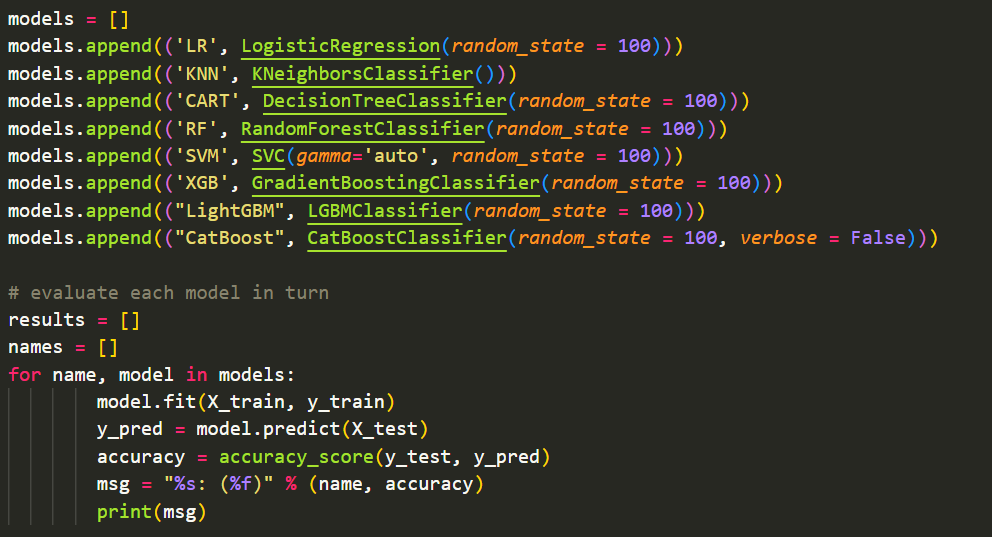 models = []
models.append(('LR', LogisticRegression(random_state = 100)))
models.append(('KNN', KNeighborsClassifier()))
models.append(('CART', DecisionTreeClassifier(random_state = 100)))
models.append(('RF', RandomForestClassifier(random_state = 100)))
models.append(('SVM', SVC(gamma='auto', random_state = 100)))
models.append(('XGB', GradientBoostingClassifier(random_state = 100)))
models.append(("LightGBM", LGBMClassifier(random_state = 100)))
models.append(("CatBoost", CatBoostClassifier(random_state = 100, verbose = False)))

# evaluate each model in turn
results = []
names = []
for name, model in models:
        model.fit(X_train, y_train)
        y_pred = model.predict(X_test)
        accuracy = accuracy_score(y_test, y_pred)
        msg = "%s: (%f)" % (name, accuracy)
        print(msg)